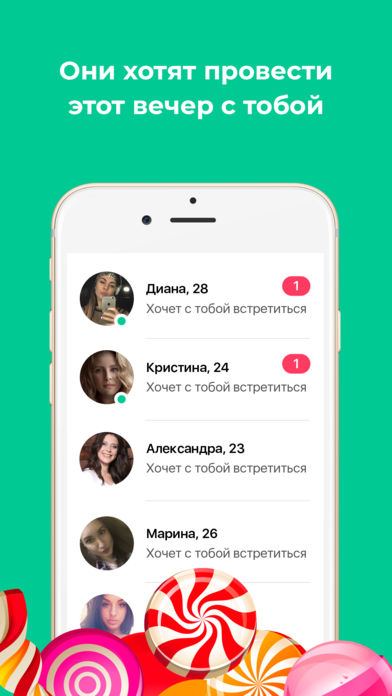 Они хотят провести
этот вечер с тобой
Диана, 28
1
Хочет с тобой встретиться
Кристина, 24
1
Хочет с тобой встретиться
Александра, 23
Хочет с тобой встретиться
Марина, 26
Хочет с тобой встретиться